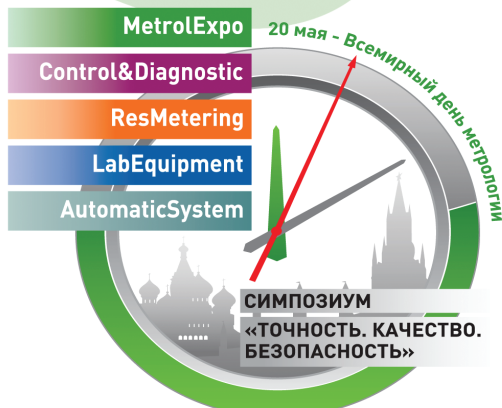 MetrolExpo
20 мая - Всемирный день метрологии
Control&Diagnostic
ResMetering
LabEquipment
AutomaticSystem
СИМПОЗИУМ
«ТОЧНОСТЬ. КАЧЕСТВО.
БЕЗОПАСНОСТЬ»